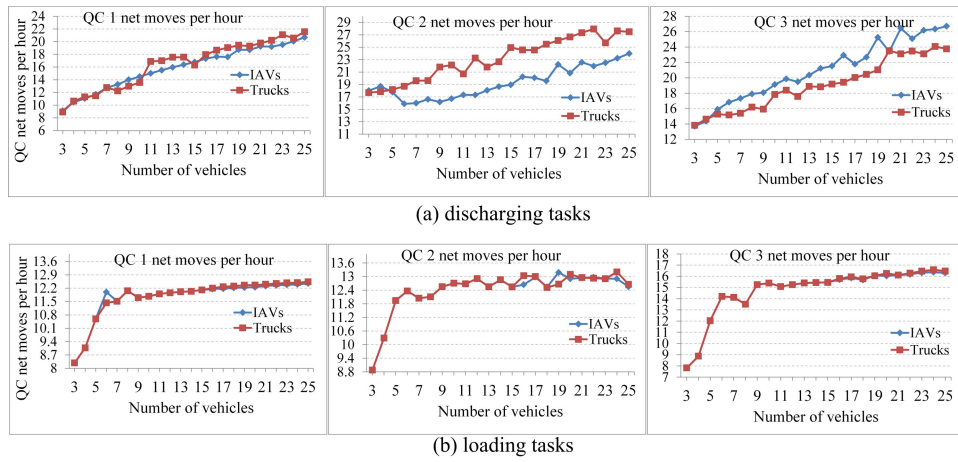 QC 1 net moves per hour
QC net moves per hour
24
22
20
18
16
14
12
10
8
6
IAVs
Trucks
3 5 7 9 11 13 15 17 19 21 23 25
Number of vehicles
QC 2 net moves per hour
29
27
25
23
21
19
17
15
13
11
IAVs
Trucks
3 5 7 9 11 13 15 17 19 21 23 25
Number of vehicles
QC 3 net moves per hour
28
26
24
22
20
18
16
14
12
IAVs
Trucks
3 5 7 9 11 13 15 17 19 21 23 25
Number of vehicles
(a) discharging tasks
QC 1 net moves per hour
QC net moves per hour
13.6
12.9
12.2
11.5
10.8
10.1
9.4
8.7
8
IAVs
Trucks
3 5 7 9 11 13 15 17 19 21 23 25
Number of vehicles
QC 2 net moves per hour
13.6
13
12.4
11.8
11.2
10.6
10
9.4
8.8
IAVs
Trucks
3 5 7 9 11 13 15 17 19 21 23 25
Number of vehicles
QC 3 net moves per hour
18
17
16
15
14
13
12
11
10
9
8
7
IAVs
Trucks
3 5 7 9 11 13 15 17 19 21 23 25
Number of vehicles
(b) loading tasks